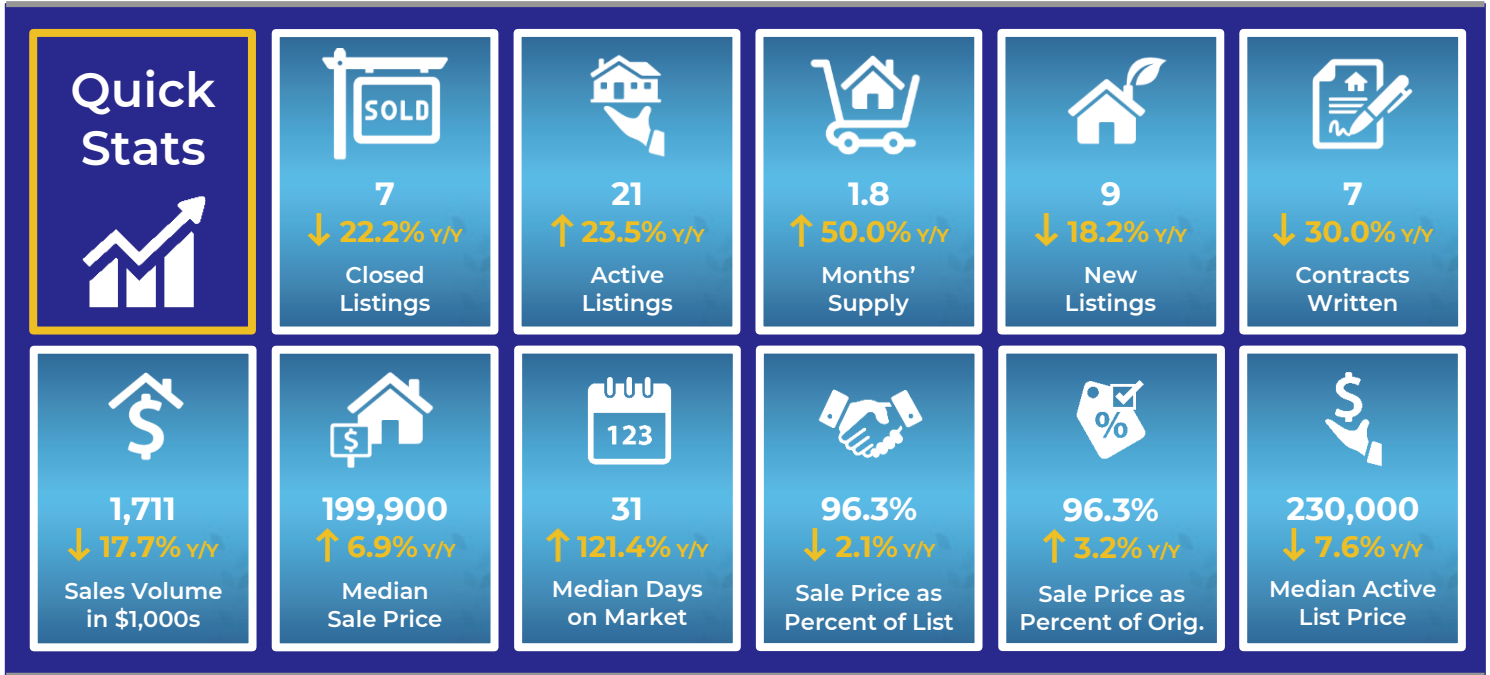 Quick
Stats
SOLD
7
↓ 22.2% Y/Y
Closed
Listings
21
↑ 23.5% Y/Y
Active
Listings
1.8
↑ 50.0% Y/Y
Months’
Supply
9
↓ 18.2% Y/Y
New
Listings
7
↓ 30.0% Y/Y
Contracts
Written
$
1,711
↓ 17.7% Y/Y
Sales Volume
in $1,000s
$
199,900
↑ 6.9% Y/Y
Median
Sale Price
123
31
↑ 121.4% Y/Y
Median Days
on Market
96.3%
↓ 2.1% Y/Y
Sale Price as
Percent of List
%
96.3%
↑ 3.2% Y/Y
Sale Price as
Percent of Orig.
$
230,000
↓ 7.6% Y/Y
Median Active
List Price